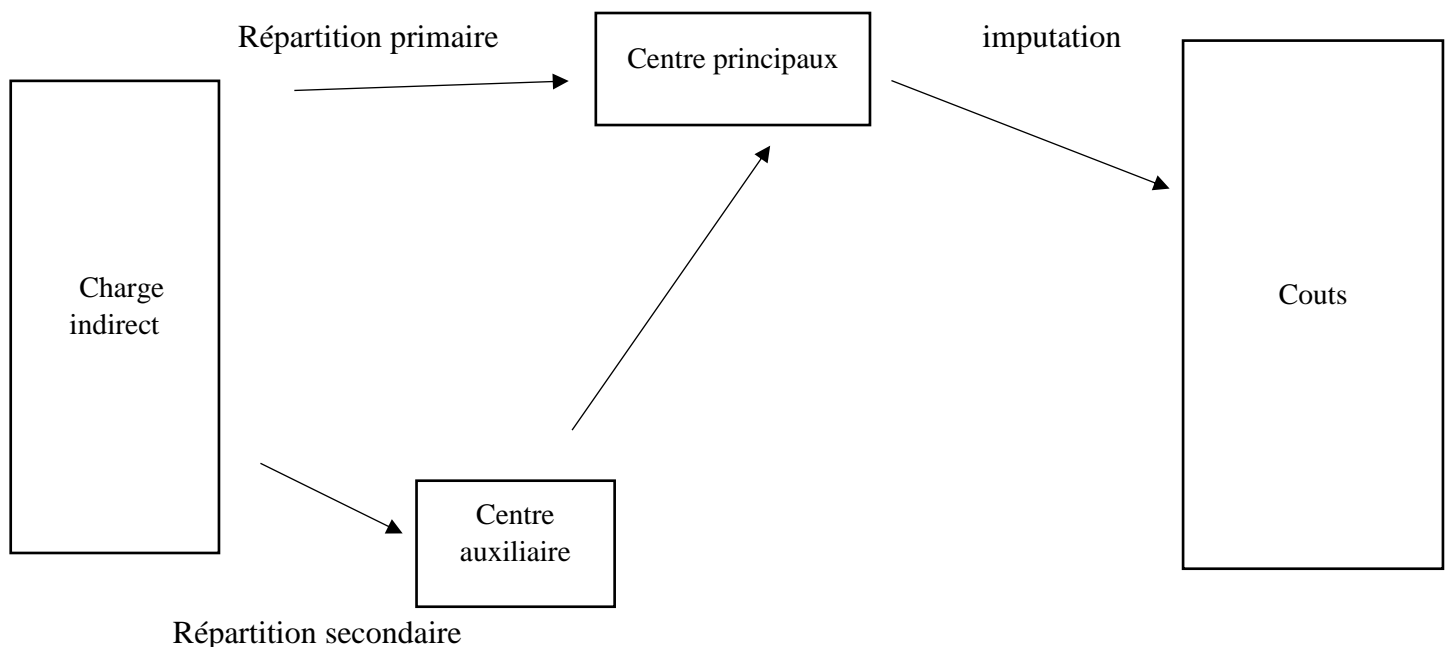 Répartition primaire
Centre principaux
imputation
Charge
indirect
Couts
Centre
auxiliaire
Répartition secondaire